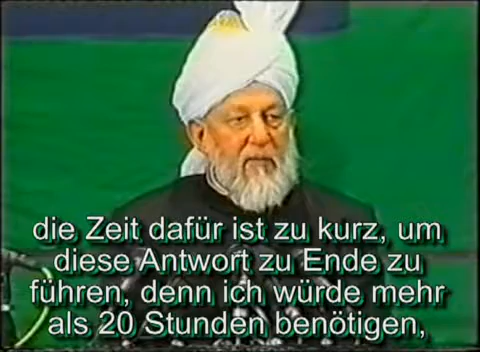 die Zeit dafür ist zu kurz, um
diese Antwort zu Ende zu
führen, denn ich würde mehr
als 20 Stunden benötigen,